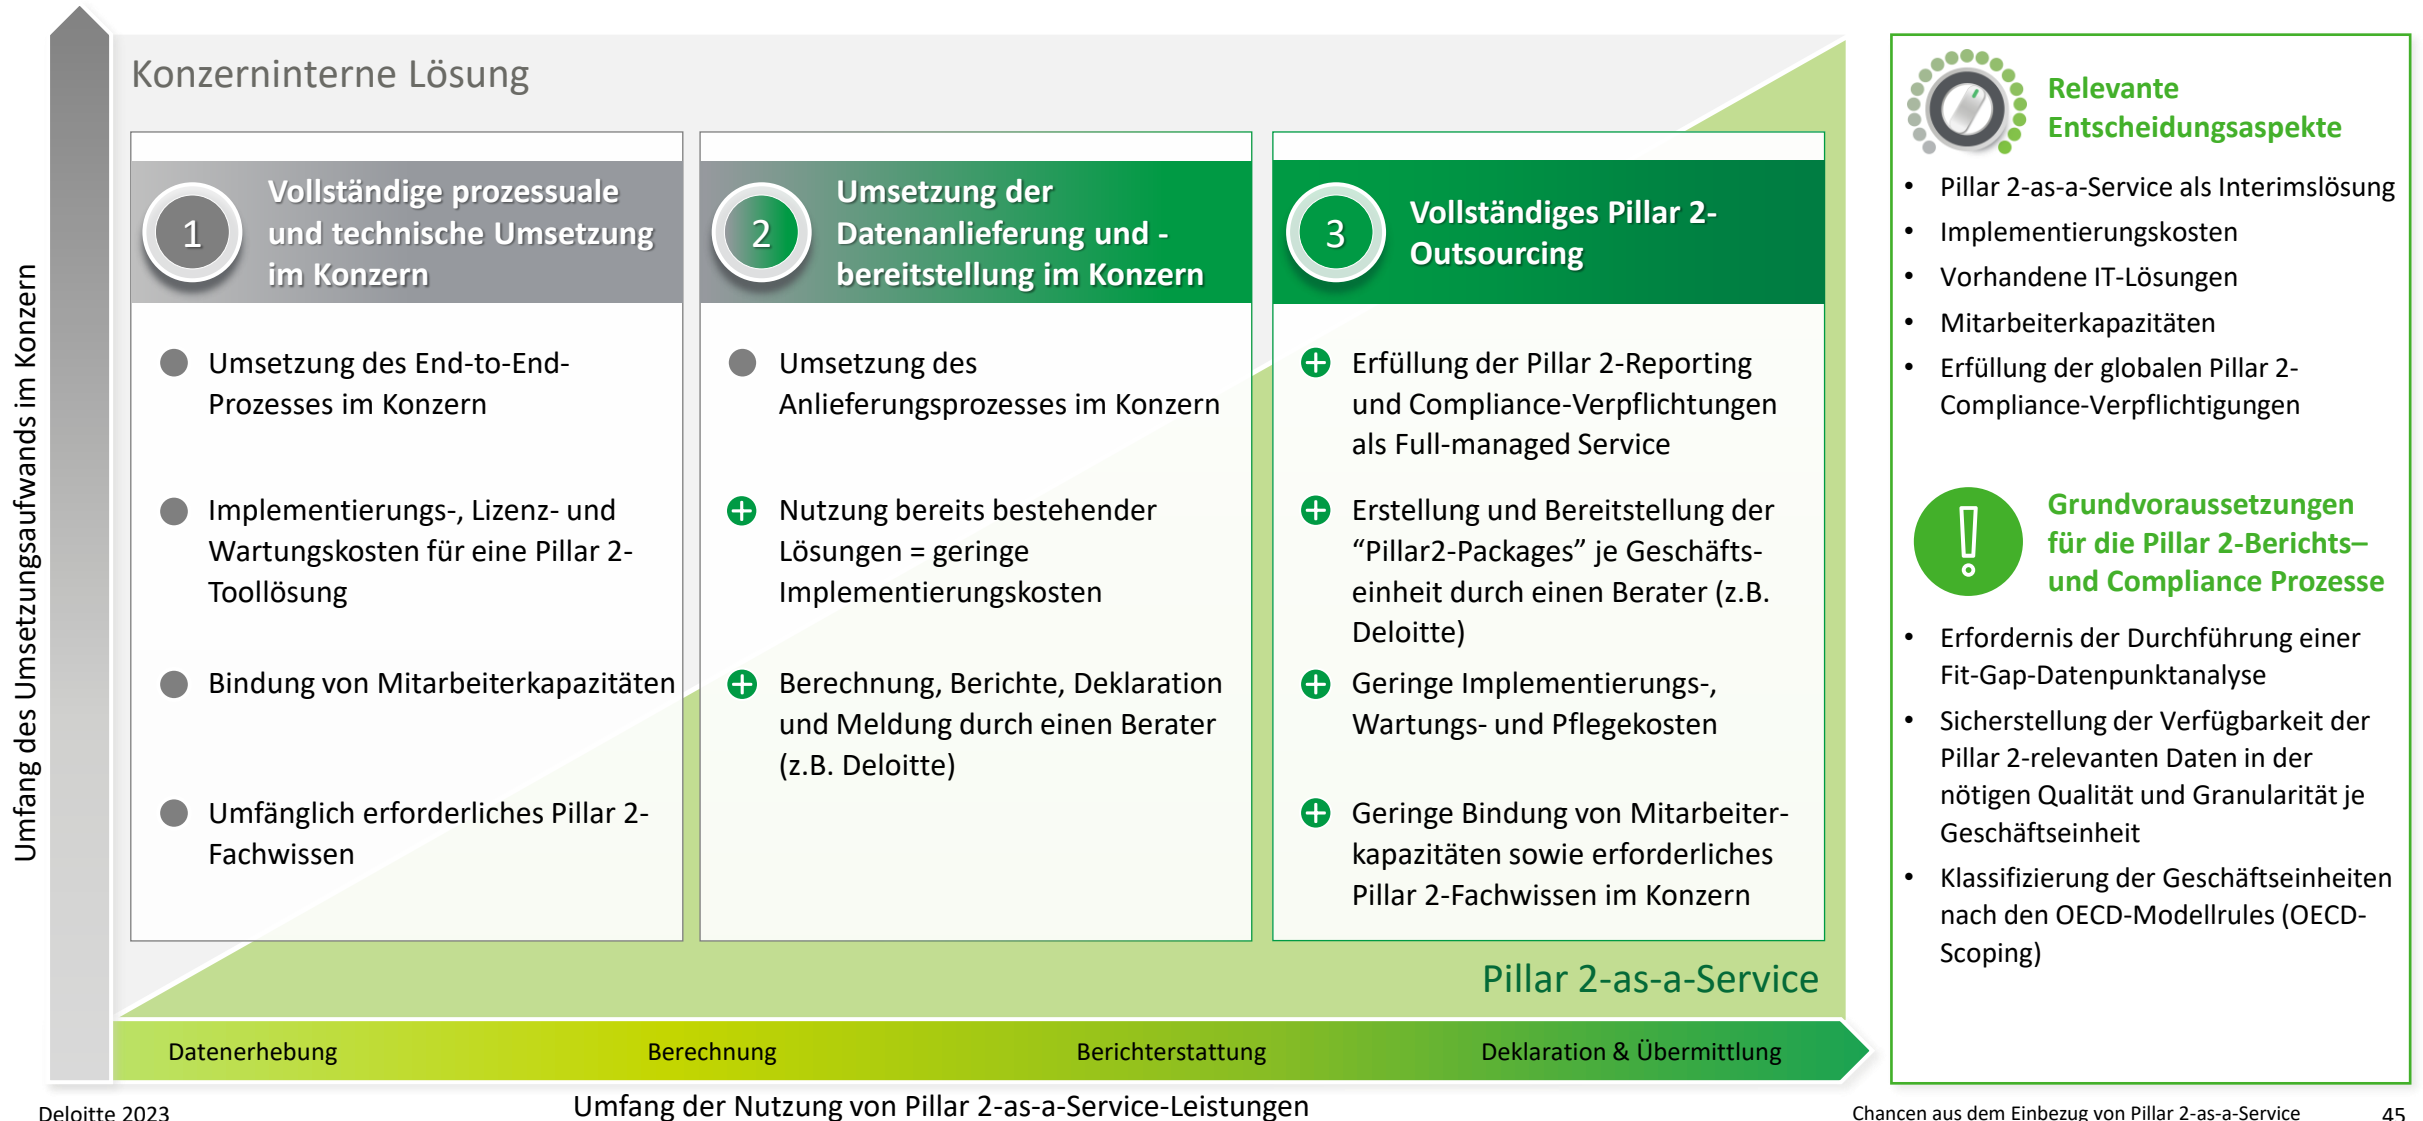 Umfang des Umsetzungsaufwands im Konzern
Konzerninterne Lösung
1
Vollständige prozessuale
und technische Umsetzung
im Konzern
Umsetzung des End-to-End-
Prozesses im Konzern
Implementierungs-, Lizenz- und
Wartungskosten für eine Pillar 2-
Toollösung
Bindung von Mitarbeiterkapazitäten
Umfänglich erforderliches Pillar 2-
Fachwissen
2
Umsetzung der
Datenanlieferung und -
bereitstellung im Konzern
Umsetzung des
Anlieferungsprozesses im Konzern
Nutzung bereits bestehender
Lösungen = geringe
Implementierungskosten
Berechnung, Berichte, Deklaration
und Meldung durch einen Berater
(z.B. Deloitte)
3
Vollständiges Pillar 2-
Outsourcing
Erfüllung der Pillar 2-Reporting
und Compliance-Verpflichtungen
als Full-managed Service
Erstellung und Bereitstellung der
“Pillar2-Packages” je Geschäfts-
einheit durch einen Berater (z.B.
Deloitte)
Geringe Implementierungs-,
Wartungs- und Pflegekosten
Geringe Bindung von Mitarbeiter-
kapazitäten sowie erforderliches
Pillar 2-Fachwissen im Konzern
Pillar 2-as-a-Service
Datenerhebung
Berechnung
Berichterstattung
Deklaration & Übermittlung
Umfang der Nutzung von Pillar 2-as-a-Service-Leistungen
Relevante
Entscheidungsaspekte
• Pillar 2-as-a-Service als Interimslösung
• Implementierungskosten
• Vorhandene IT-Lösungen
• Mitarbeiterkapazitäten
• Erfüllung der globalen Pillar 2-
Compliance-Verpflichtigungen
Grundvoraussetzungen
für die Pillar 2-Berichts–
und Compliance Prozesse
• Erfordernis der Durchführung einer
Fit-Gap-Datenpunktanalyse
• Sicherstellung der Verfügbarkeit der
Pillar 2-relevanten Daten in der
nötigen Qualität und Granularität je
Geschäftseinheit
• Klassifizierung der Geschäftseinheiten
nach den OECD-Modellrules (OECD-
Scoping)
Deloitte 2023
Chancen aus dem Einbezug von Pillar 2-as-a-Service
45